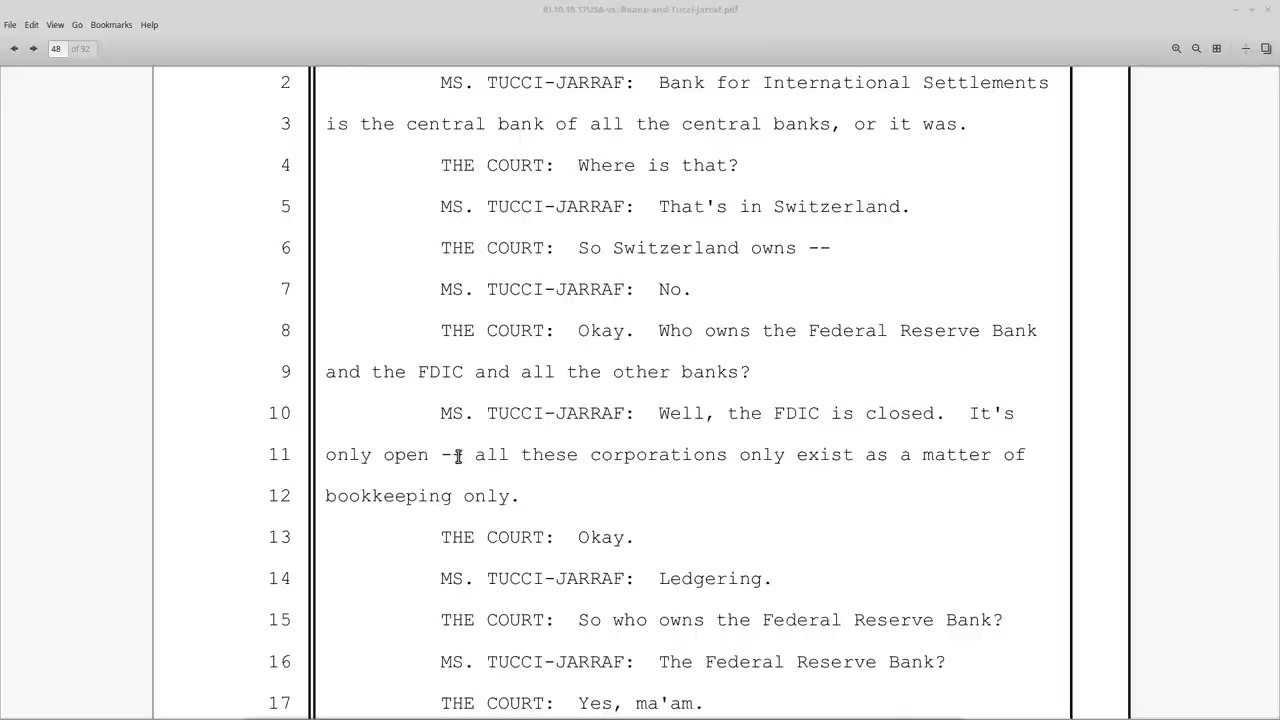 File Edit View Go Bookmarks Help
48 of 92
2 MS. TUCCI-JARRAF: Bank for International Settlements
3 is the central bank of all the central banks, or it was.
4 THE COURT: Where is that?
5 MS. TUCCI-JARRAF: That's in Switzerland.
6 THE COURT: So Switzerland owns --
7 MS. TUCCI-JARRAF: No.
8 THE COURT: Okay. Who owns the Federal Reserve Bank
9 and the FDIC and all the other banks?
10 MS. TUCCI-JARRAF: Well, the FDIC is closed. It's
11 only open -- all these corporations only exist as a matter of
12 bookkeeping only.
13 THE COURT: Okay.
14 MS. TUCCI-JARRAF: Ledgering.
15 THE COURT: So who owns the Federal Reserve Bank?
16 MS. TUCCI-JARRAF: The Federal Reserve Bank?
17 THE COURT: Yes, ma'am.